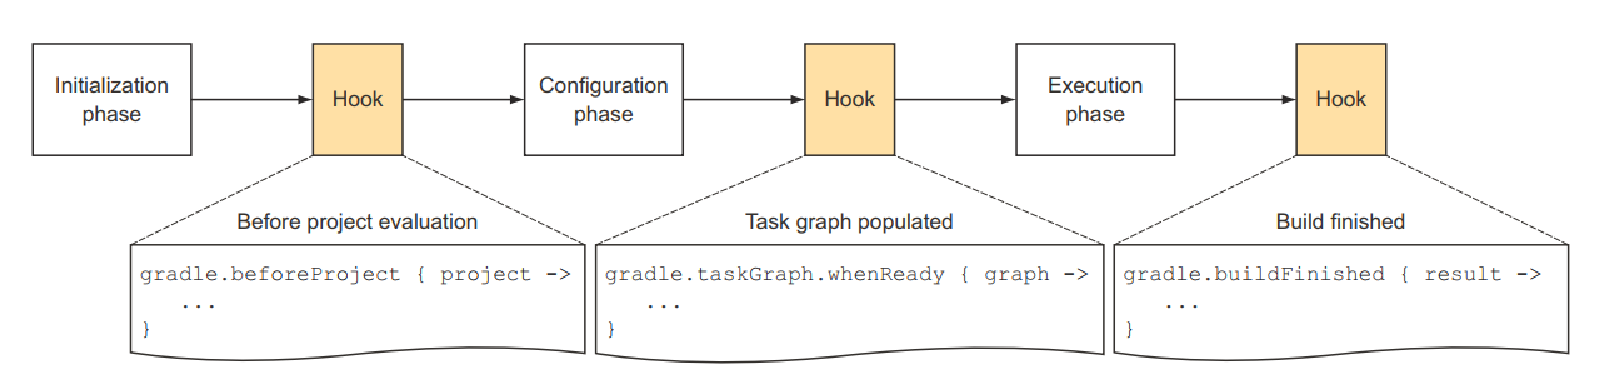 Initialization
phase
Hook
Configuration
phase
Hook
Execution
phase
Hook
Before project evaluation
gradle.beforeProject { project ->
...
}
Task graph populated
gradle.taskGraph.whenReady { graph ->
...
}
Build finished
gradle.buildFinished { result ->
...
}